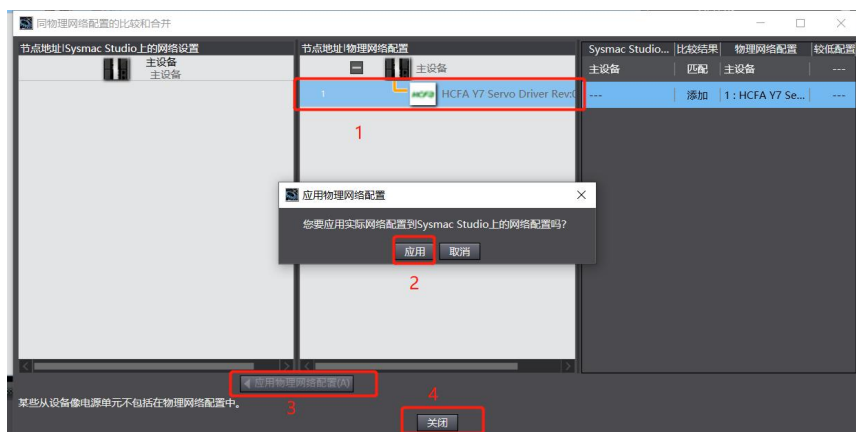 同物理网络配置的比较和合并
节点地址|Sysmac Studio上的网络设置
主设备
主设备
节点地址|物理网络配置
主设备
1 HCFA HCFA Y7 Servo Driver Rev:0
1
Sysmac Studio... 比较结果 物理网络配置 较低配置
主设备 匹配 主设备 ---
--- 添加 1 : HCFA Y7 Se... ---
应用物理网络配置
您要应用实际网络配置到Sysmac Studio上的网络配置吗?
应用 取消
2
应用物理网络配置(A)
3
某些从设备像电源单元不包括在物理网络配置中。
4
关闭